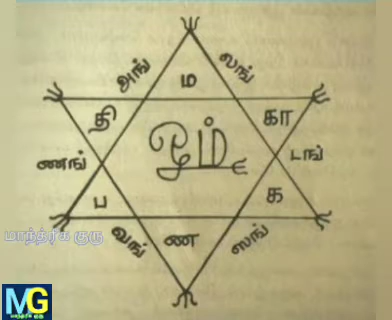 அங்
லங்
ம
தி
கா
ஓம்
ணங்
டங்
ப
க
வங்
ண
ஸங்
மாந்த்ரீக குரு
MG